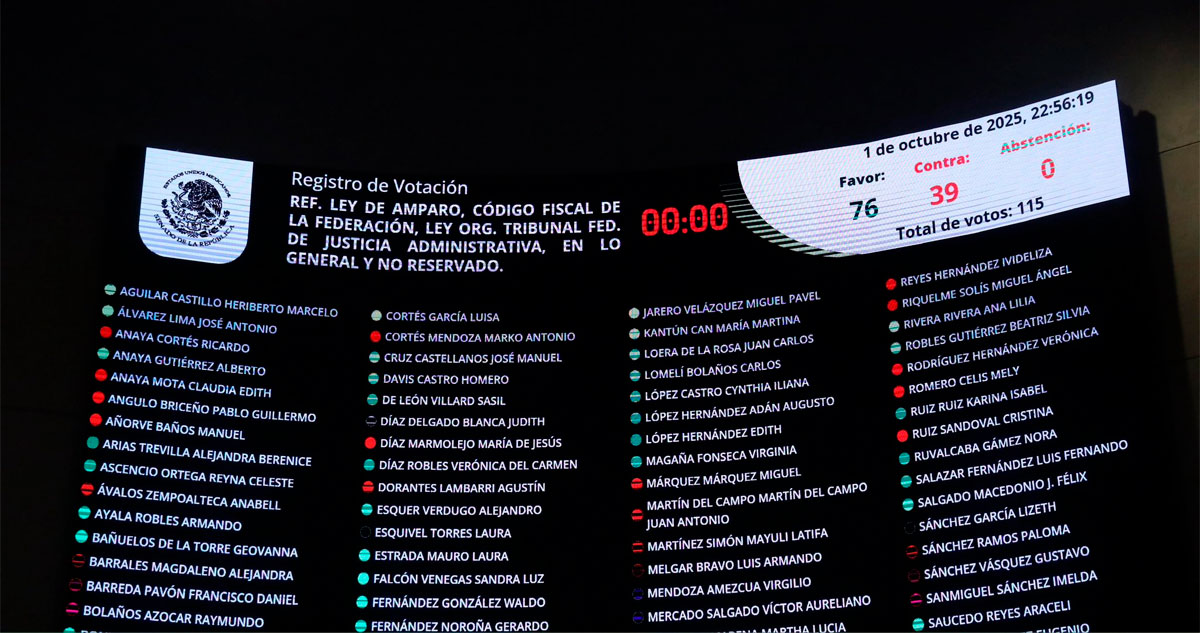 ESTADOS UNIDOS MEXICANOS
SENADO DE LA REPÚBLICA
Registro de Votación
REF. LEY DE AMPARO, CÓDIGO FISCAL DE
LA FEDERACIÓN, LEY ORG. TRIBUNAL FED.
DE JUSTICIA ADMINISTRATIVA, EN LO
GENERAL Y NO RESERVADO.
00:00
1 de octubre de 2025, 22:56:19
Favor:
76
Contra:
39
Abstención:
0
Total de votos: 115
AGUILAR CASTILLO HERIBERTO MARCELO
ÁLVAREZ LIMA JOSÉ ANTONIO
ANAYA CORTÉS RICARDO
ANAYA GUTIÉRREZ ALBERTO
ANAYA MOTA CLAUDIA EDITH
ANGULO BRICEÑO PABLO GUILLERMO
AÑORVE BAÑOS MANUEL
ARIAS TREVILLA ALEJANDRA BERENICE
ASCENCIO ORTEGA REYNA CELESTE
ÁVALOS ZEMPOALTECA ANABELL
AYALA ROBLES ARMANDO
BAÑUELOS DE LA TORRE GEOVANNA
BARRALES MAGDALENO ALEJANDRA
BARREDA PAVÓN FRANCISCO DANIEL
BOLAÑOS AZOCAR RAYMUNDO
CORTÉS GARCÍA LUISA
CORTÉS MENDOZA MARKO ANTONIO
CRUZ CASTELLANOS JOSÉ MANUEL
DAVIS CASTRO HOMERO
DE LEÓN VILLARD SASIL
DÍAZ DELGADO BLANCA JUDITH
DÍAZ MARMOLEJO MARÍA DE JESÚS
DÍAZ ROBLES VERÓNICA DEL CARMEN
DORANTES LAMBARRI AGUSTÍN
ESQUER VERDUGO ALEJANDRO
ESQUIVEL TORRES LAURA
ESTRADA MAURO LAURA
FALCÓN VENEGAS SANDRA LUZ
FERNÁNDEZ GONZÁLEZ WALDO
FERNÁNDEZ NOROÑA GERARDO
JARERO VELÁZQUEZ MIGUEL PAVEL
KANTÚN CAN MARÍA MARTINA
LOERA DE LA ROSA JUAN CARLOS
LOMELÍ BOLAÑOS CARLOS
LÓPEZ CASTRO CYNTHIA ILIANA
LÓPEZ HERNÁNDEZ ADÁN AUGUSTO
LÓPEZ HERNÁNDEZ EDITH
MAGAÑA FONSECA VIRGINIA
MÁRQUEZ MÁRQUEZ MIGUEL
MARTÍN DEL CAMPO MARTÍN DEL CAMPO
JUAN ANTONIO
MARTÍNEZ SIMÓN MAYULI LATIFA
MELGAR BRAVO LUIS ARMANDO
MENDOZA AMEZCUA VIRGILIO
MERCADO SALGADO VÍCTOR AURELIANO
MARTHA LUCIA
REYES HERNÁNDEZ IVIDELIZA
RIQUELME SOLÍS MIGUEL ÁNGEL
RIVERA RIVERA ANA LILIA
ROBLES GUTIÉRREZ BEATRIZ SILVIA
RODRÍGUEZ HERNÁNDEZ VERÓNICA
ROMERO CELIS MELY
RUIZ RUIZ KARINA ISABEL
RUIZ SANDOVAL CRISTINA
RUVALCABA GÁMEZ NORA
SALAZAR FERNÁNDEZ LUIS FERNANDO
SALGADO MACEDONIO J. FÉLIX
SÁNCHEZ GARCÍA LIZETH
SÁNCHEZ RAMOS PALOMA
SÁNCHEZ VÁSQUEZ GUSTAVO
SANMIGUEL SÁNCHEZ IMELDA
SAUCEDO REYES ARACELI
EUGENIO